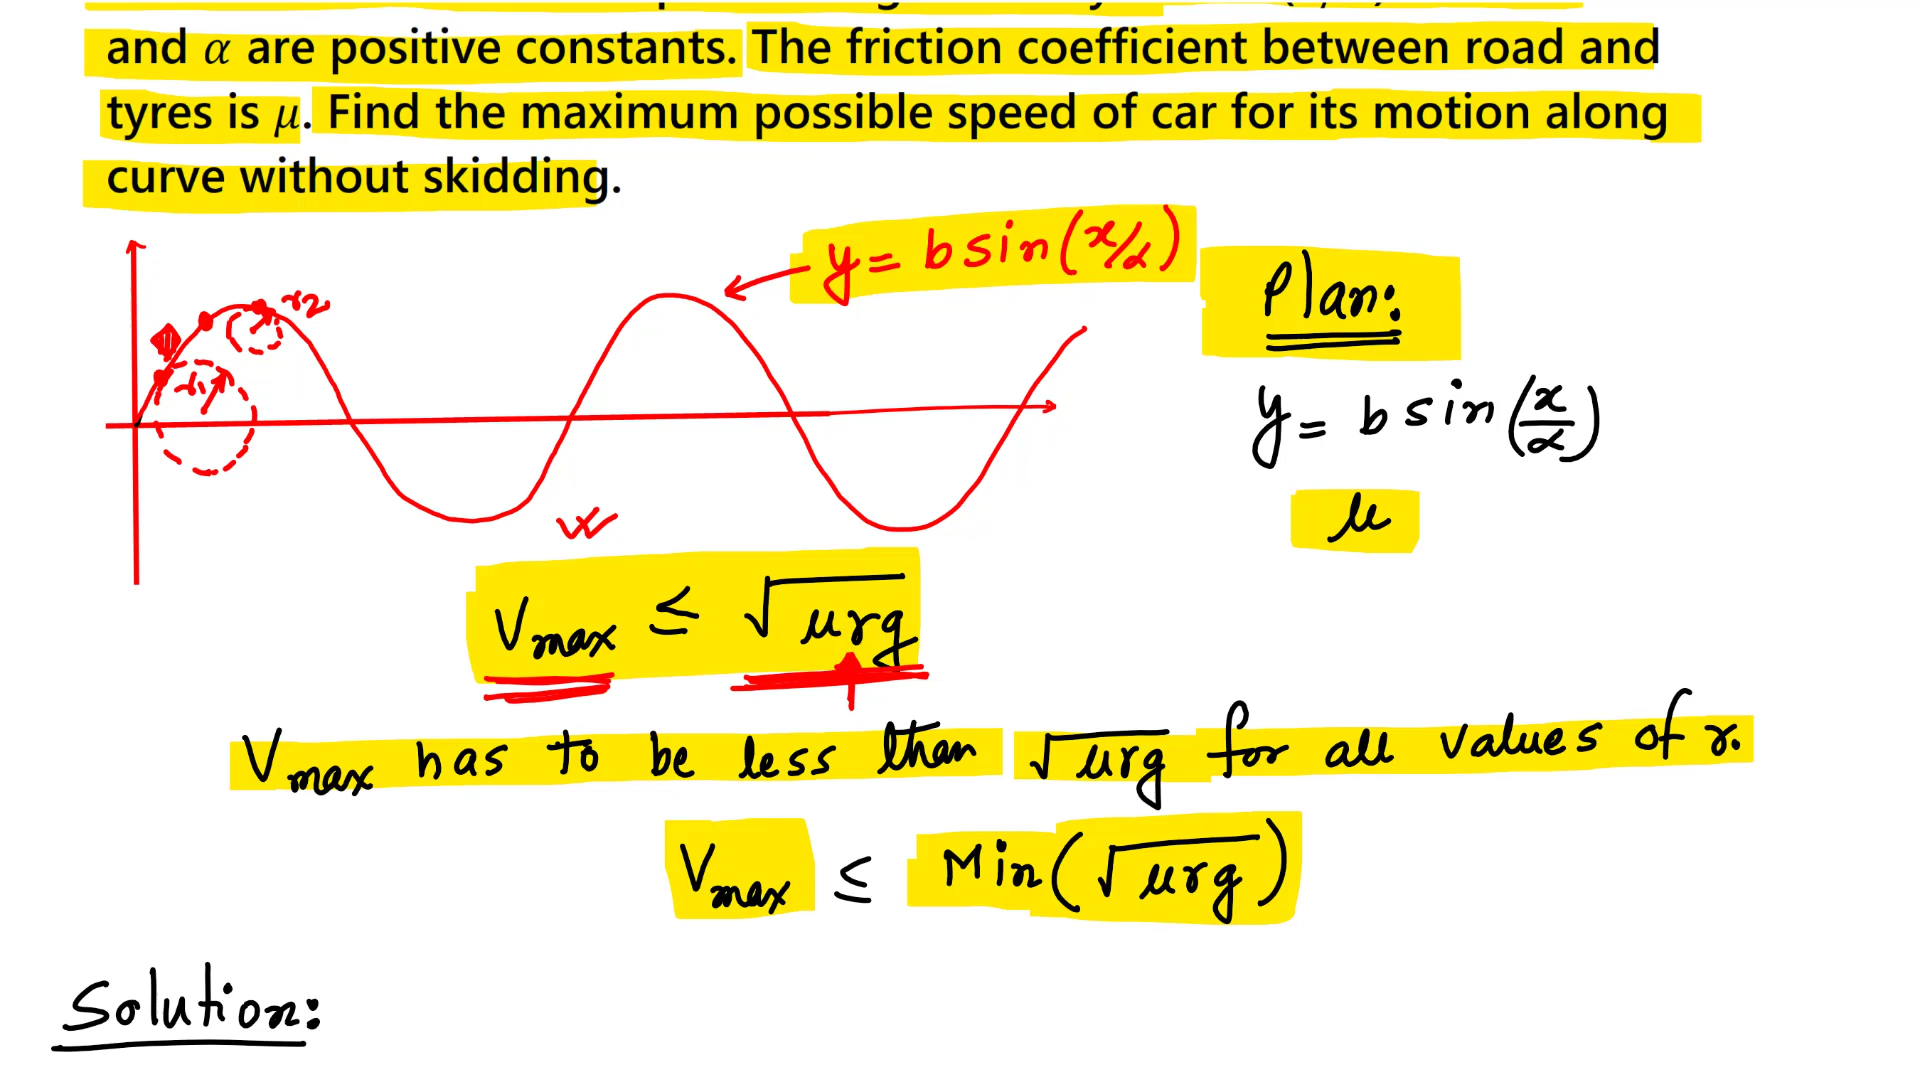 and α are positive constants. The friction coefficient between road and
tyres is μ. Find the maximum possible speed of car for its motion along
curve without skidding.
y = b sin(x/α)
Plan:
r2
r1
y = b sin(x/α)
μ
Vmax ≤ √μrg
Vmax has to be less than √μrg for all values of r.
Vmax ≤ Min(√μrg)
Solution: